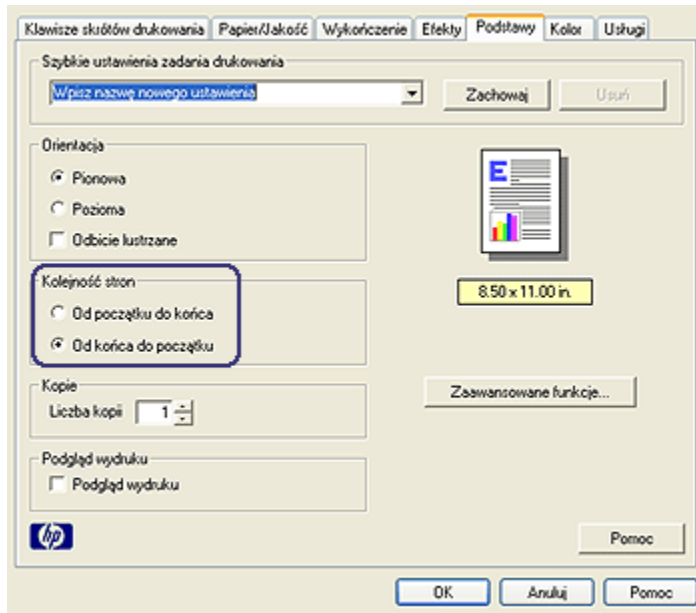 Klawisze skrótów drukowania Papier/Jakość Wykończenie Efekty Podstawy Kolor Usługi
Szybkie ustawienia zadania drukowania
Wpisz nazwę nowego ustawienia Zachowaj Usuń
Orientacja
Pionowa
Pozioma
Odbicie lustrzane
E
8.50 x 11.00 in.
Kolejność stron
Od początku do końca
Od końca do początku
Kopie
Liczba kopii 1
Zaawansowane funkcje...
Podgląd wydruku
Podgląd wydruku
hp
Pomoc
OK Anuluj Pomoc